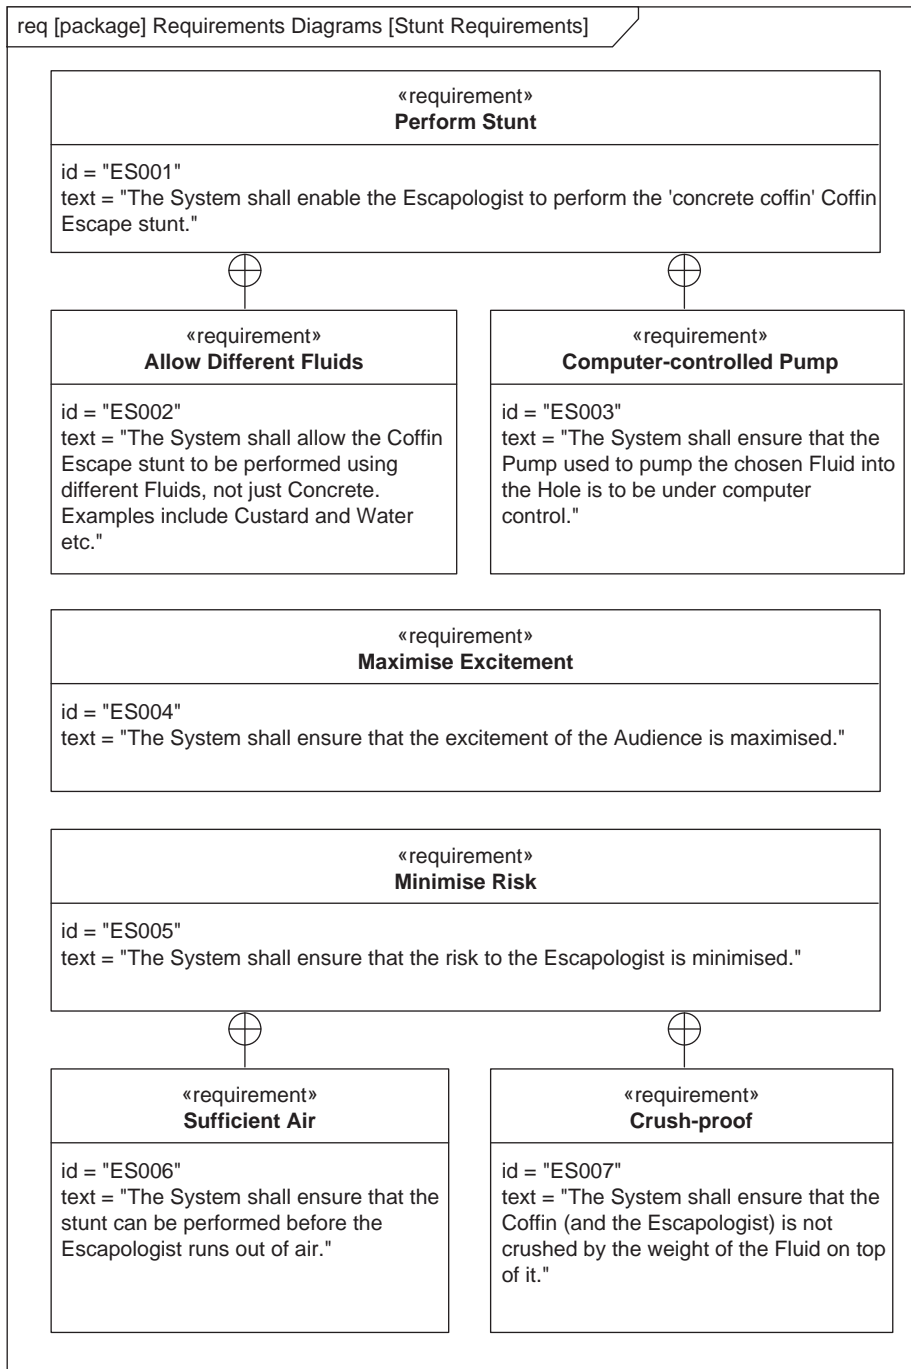 req [package] Requirements Diagrams [Stunt Requirements]
«requirement»
Perform Stunt
id = "ES001"
text = "The System shall enable the Escapologist to perform the 'concrete coffin' Coffin
Escape stunt."
«requirement»
Allow Different Fluids
id = "ES002"
text = "The System shall allow the Coffin
Escape stunt to be performed using
different Fluids, not just Concrete.
Examples include Custard and Water
etc."
«requirement»
Computer-controlled Pump
id = "ES003"
text = "The System shall ensure that the
Pump used to pump the chosen Fluid into
the Hole is to be under computer
control."
«requirement»
Maximise Excitement
id = "ES004"
text = "The System shall ensure that the excitement of the Audience is maximised."
«requirement»
Minimise Risk
id = "ES005"
text = "The System shall ensure that the risk to the Escapologist is minimised."
«requirement»
Sufficient Air
id = "ES006"
text = "The System shall ensure that the
stunt can be performed before the
Escapologist runs out of air."
«requirement»
Crush-proof
id = "ES007"
text = "The System shall ensure that the
Coffin (and the Escapologist) is not
crushed by the weight of the Fluid on top
of it."